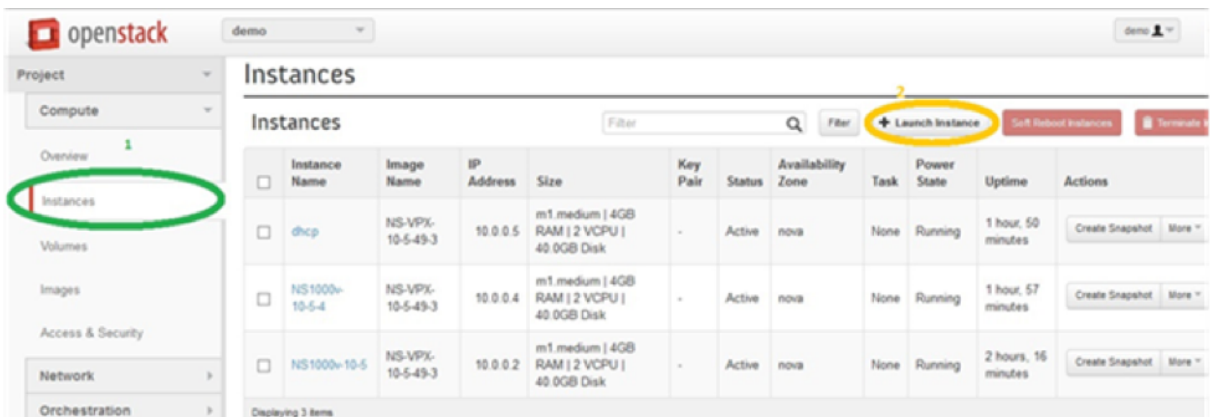 openstack
demo
demo
Project
Instances
Compute
2
Instances
Filter
Filter
+ Launch Instance
Soft Reboot Instances
Terminate I
Overview
1
Instances
Volumes
Images
Access & Security
Network
Orchestration
Instance Name Image Name IP Address Size Key Pair Status Availability Zone Task Power State Uptime Actions
dhcp NS-VPX-10-5-49-3 10.0.0.5 m1.medium | 4GB RAM | 2 VCPU | 40.0GB Disk - Active nova None Running 1 hour, 50 minutes Create Snapshot More
NS1000v-10-5-4 NS-VPX-10-5-49-3 10.0.0.4 m1.medium | 4GB RAM | 2 VCPU | 40.0GB Disk - Active nova None Running 1 hour, 57 minutes Create Snapshot More
NS1000v-10-5 NS-VPX-10-5-49-3 10.0.0.2 m1.medium | 4GB RAM | 2 VCPU | 40.0GB Disk - Active nova None Running 2 hours, 16 minutes Create Snapshot More
Displaying 3 items